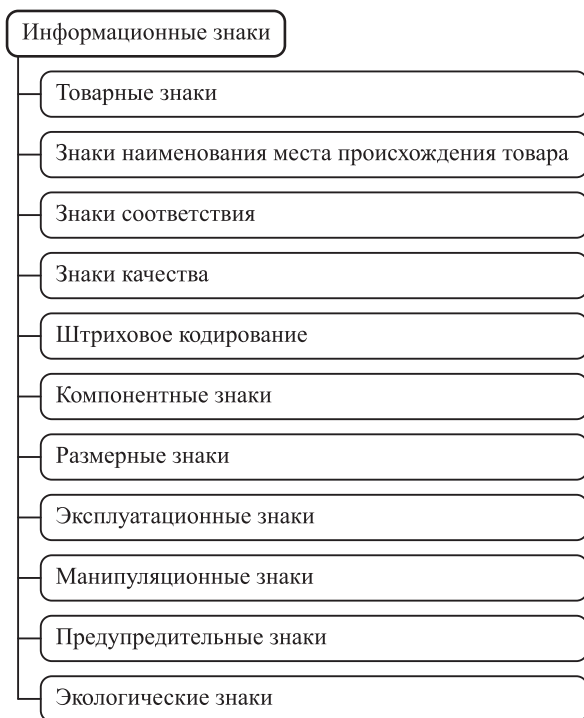 Информационные знаки
Товарные знаки
Знаки наименования места происхождения товара
Знаки соответствия
Знаки качества
Штриховое кодирование
Компонентные знаки
Размерные знаки
Эксплуатационные знаки
Манипуляционные знаки
Предупредительные знаки
Экологические знаки